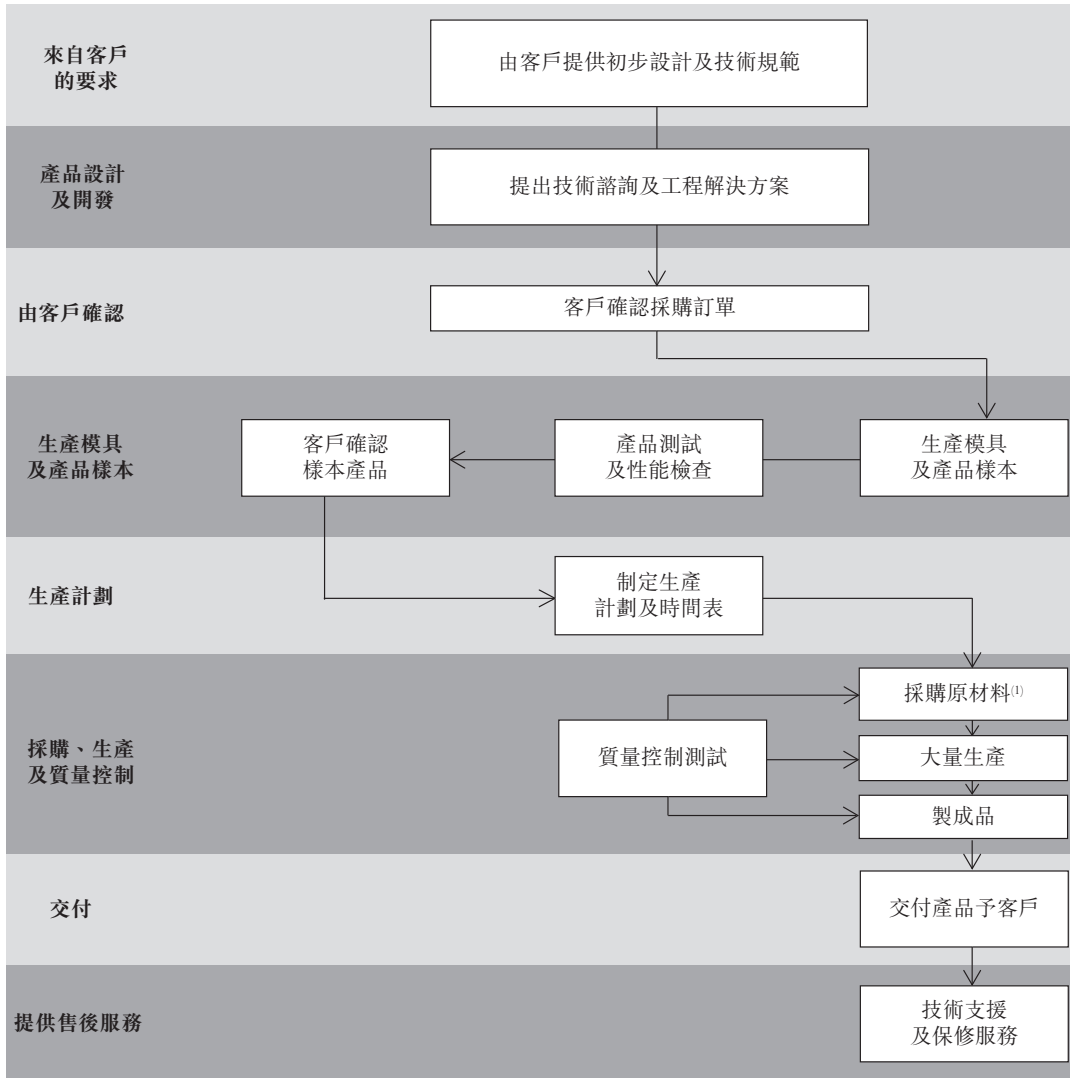 來自客戶
的要求
由客戶提供初步設計及技術規範
產品設計
及開發
提出技術諮詢及工程解決方案
由客戶確認
客戶確認採購訂單
生產模具
及產品樣本
客戶確認
樣本產品
產品測試
及性能檢查
生產模具
及產品樣本
生產計劃
制定生產
計劃及時間表
採購、生產
及質量控制
質量控制測試
採購原材料(1)
大量生產
製成品
交付
交付產品予客戶
提供售後服務
技術支援
及保修服務